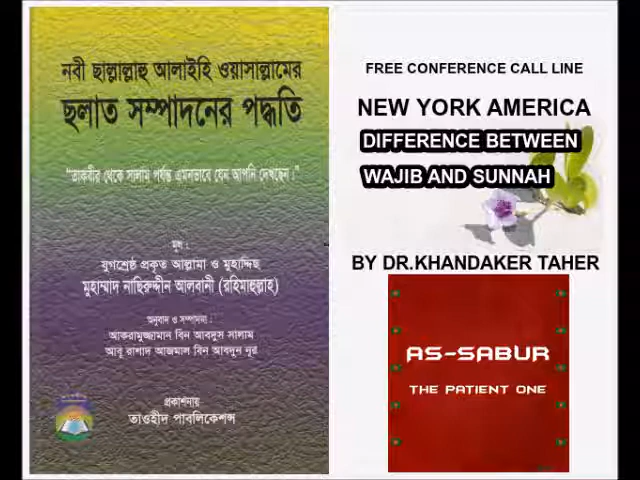 নবী ছাল্লাল্লাহু আলাইহি ওয়াসাল্লামের
ছলাত সম্পাদনের পদ্ধতি
“তাকবীর থেকে সালাম পর্যন্ত এমনভাবে যেন আপনি দেখছেন।”
মূল:
যুগশ্রেষ্ঠ প্রকৃত আল্লামা ও মুহাদ্দিছ
মুহাম্মাদ নাছিরুদ্দীন আলবানী (রহিমাহুল্লাহ)
অনুবাদ ও সম্পাদনা:
আকরামুজ্জামান বিন আবদুস সালাম
আবূ রাশাদ আজমাল বিন আবদুন নূর
প্রকাশনায়
তাওহীদ পাবলিকেশন্স
FREE CONFERENCE CALL LINE
NEW YORK AMERICA
DIFFERENCE BETWEEN
WAJIB AND SUNNAH
BY DR.KHANDAKER TAHER
AS-SABUR
THE PATIENT ONE